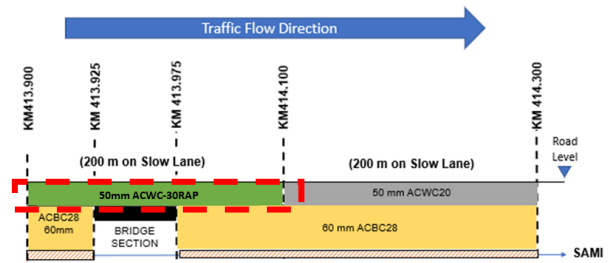 Traffic Flow Direction
KM413.900
KM 413.925
KM 413.975
KM414.100
KM 414.300
(200 m on Slow Lane)
(200 m on Slow Lane)
Road
Level
50mm ACWC-30RAP
50 mm ACWC20
ACBC28
60mm
BRIDGE
SECTION
60 mm ACBC28
SAMI